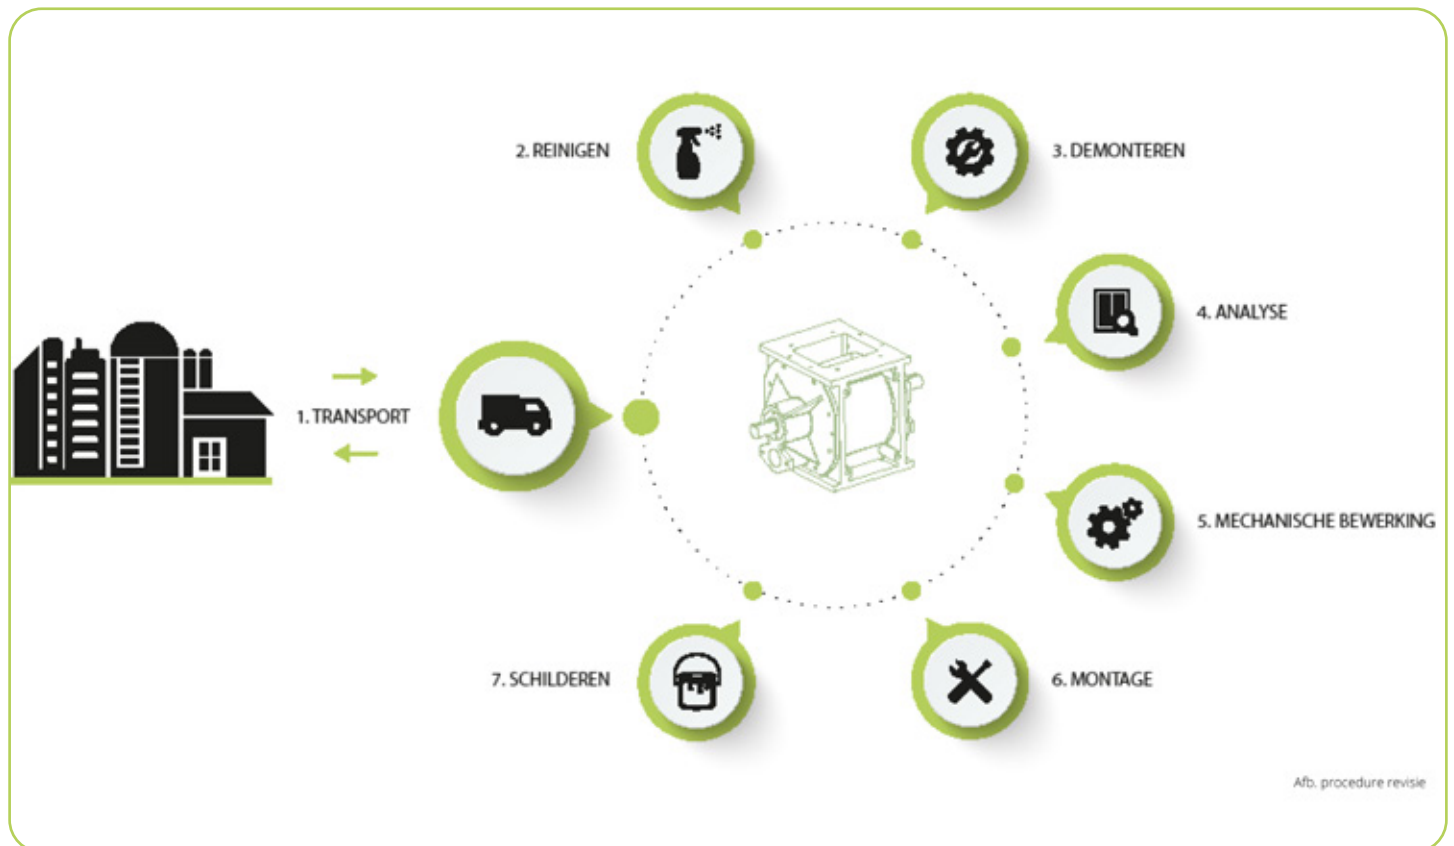 1. TRANSPORT
2. REINIGEN
3. DEMONTEREN
4. ANALYSE
5. MECHANISCHE BEWERKING
6. MONTAGE
7. SCHILDEREN
Afb. procedure revisie